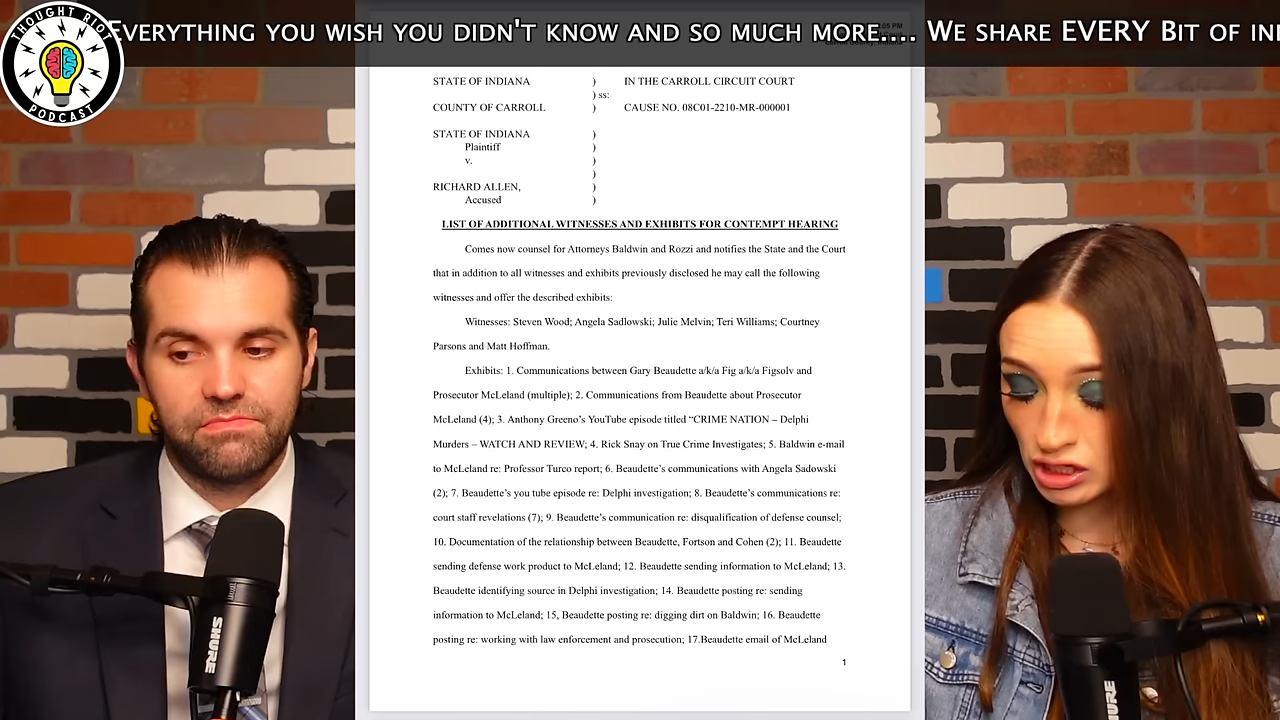 THOUGHT RIOT
PODCAST
EVERYTHING YOU WISH YOU DIDN'T KNOW AND SO MUCH MORE.... WE SHARE EVERY BIT OF
STATE OF INDIANA ) IN THE CARROLL CIRCUIT COURT
) ss:
COUNTY OF CARROLL ) CAUSE NO. 08C01-2210-MR-000001
STATE OF INDIANA )
Plaintiff )
v. )
)
RICHARD ALLEN, )
Accused )
LIST OF ADDITIONAL WITNESSES AND EXHIBITS FOR CONTEMPT HEARING
Comes now counsel for Attorneys Baldwin and Rozzi and notifies the State and the Court
that in addition to all witnesses and exhibits previously disclosed he may call the following
witnesses and offer the described exhibits:
Witnesses: Steven Wood; Angela Sadlowski; Julie Melvin; Teri Williams; Courtney
Parsons and Matt Hoffman.
Exhibits: 1. Communications between Gary Beaudette a/k/a Fig a/k/a Figsolv and
Prosecutor McLeland (multiple); 2. Communications from Beaudette about Prosecutor
McLeland (4); 3. Anthony Greeno's YouTube episode titled “CRIME NATION – Delphi
Murders – WATCH AND REVIEW; 4. Rick Snay on True Crime Investigates; 5. Baldwin e-mail
to McLeland re: Professor Turco report; 6. Beaudette's communications with Angela Sadowski
(2); 7. Beaudette's you tube episode re: Delphi investigation; 8. Beaudette's communications re:
court staff revelations (7); 9. Beaudette's communication re: disqualification of defense counsel;
10. Documentation of the relationship between Beaudette, Fortson and Cohen (2); 11. Beaudette
sending defense work product to McLeland; 12. Beaudette sending information to McLeland; 13.
Beaudette identifying source in Delphi investigation; 14. Beaudette posting re: sending
information to McLeland; 15, Beaudette posting re: digging dirt on Baldwin; 16. Beaudette
posting re: working with law enforcement and prosecution; 17.Beaudette email of McLeland
1
SHURE